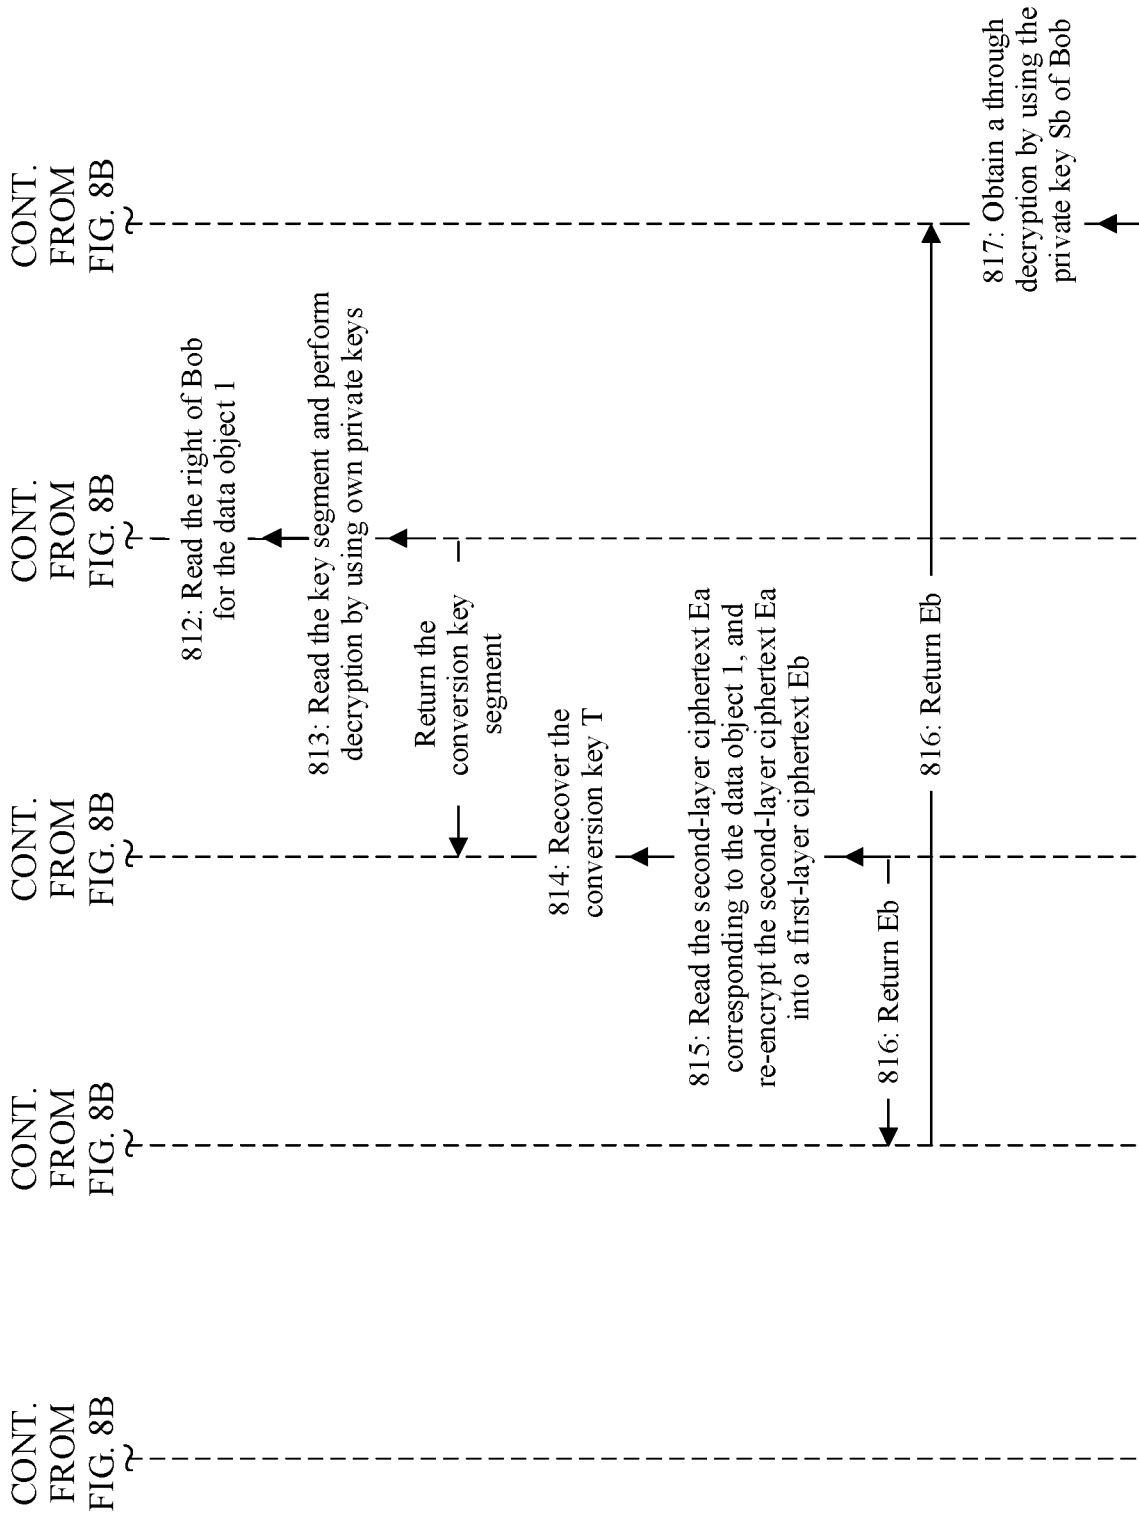 CONT.
FROM
FIG. 8B
CONT.
FROM
FIG. 8B
CONT.
FROM
FIG. 8B
CONT.
FROM
FIG. 8B
CONT.
FROM
FIG. 8B
812: Read the right of Bob
for the data object 1
813: Read the key segment and perform
decryption by using own private keys
Return the
conversion key
segment
814: Recover the
conversion key T
815: Read the second-layer ciphertext Ea
corresponding to the data object 1, and
re-encrypt the second-layer ciphertext Ea
into a first-layer ciphertext Eb
816: Return Eb
816: Return Eb
817: Obtain a through
decryption by using the
private key Sb of Bob